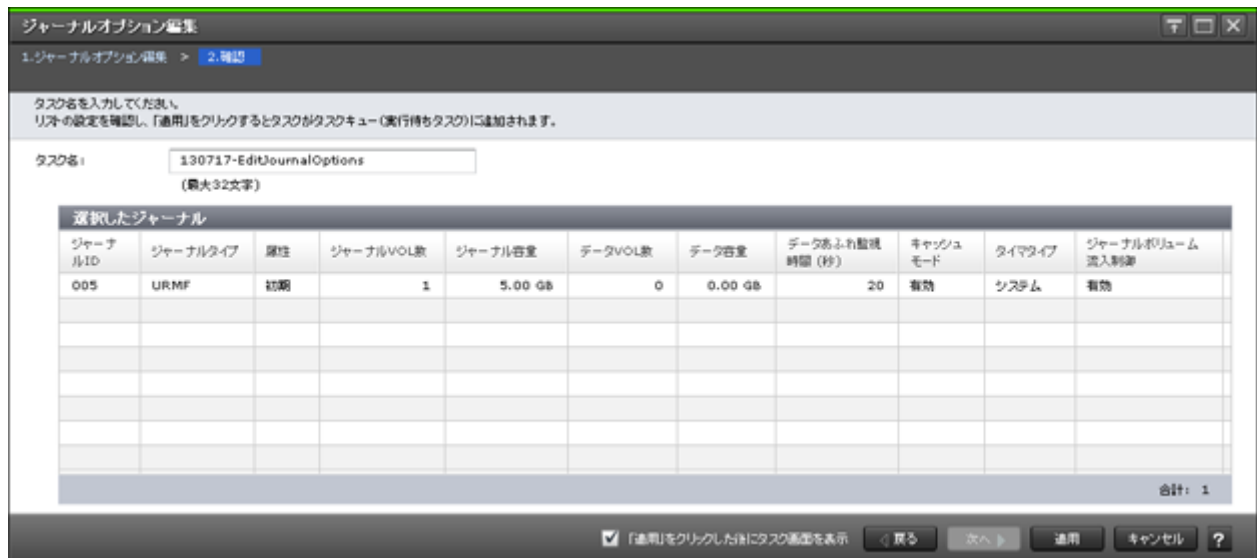 ジャーナルオプション編集
1.ジャーナルオプション編集 > 2.確認
タスク名を入力してください。
リストの設定を確認し、「適用」をクリックするとタスクがタスクキュー(実行待ちタスク)に追加されます。
タスク名: 130717-EditJournalOptions
(最大32文字)
選択したジャーナル
ジャーナルID ジャーナルタイプ 属性 ジャーナルVOL数 ジャーナル容量 データVOL数 データ容量 データあふれ監視時間 (秒) キャッシュモード タイマタイプ ジャーナルボリューム流入制御
005 URMF 初期 1 5.00 GB 0 0.00 GB 20 有効 システム 有効
合計: 1
「適用」をクリックした後にタスク画面を表示 戻る 次へ 適用 キャンセル ?